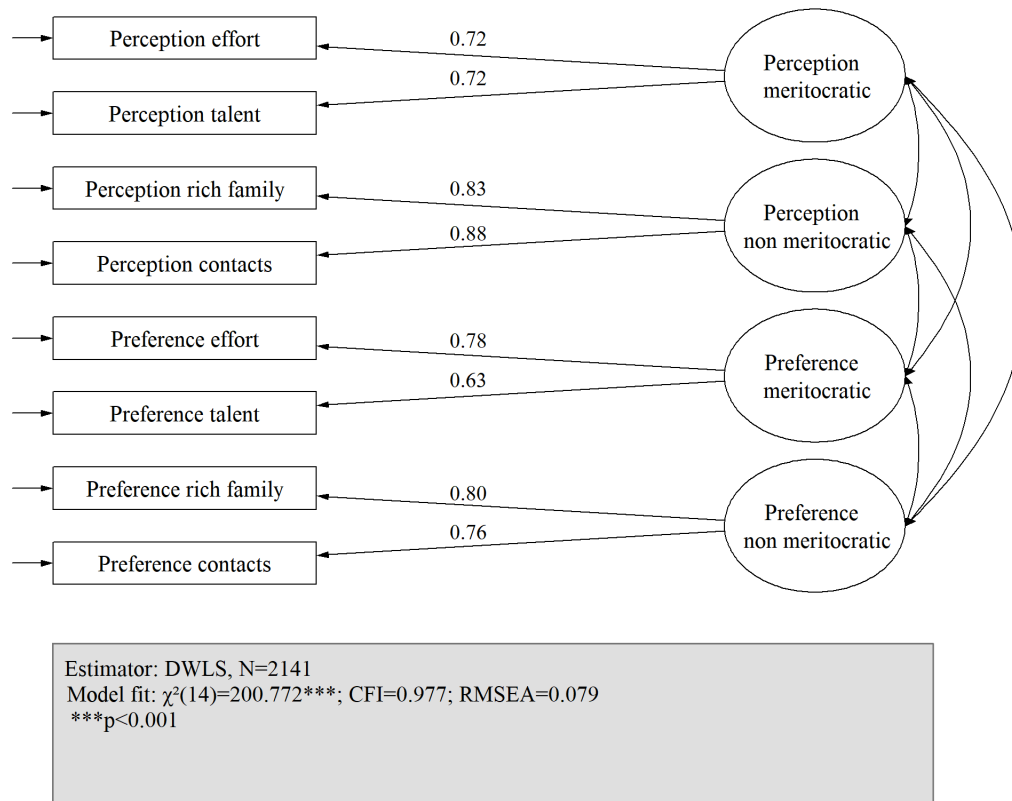 Perception effort
0.72
Perception
meritocratic
Perception talent
0.72
Perception rich family
0.83
Perception
non meritocratic
Perception contacts
0.88
Preference effort
0.78
Preference
meritocratic
Preference talent
0.63
Preference rich family
0.80
Preference
non meritocratic
Preference contacts
0.76
Estimator: DWLS, N=2141
Model fit: χ²(14)=200.772***; CFI=0.977; RMSEA=0.079
***p<0.001